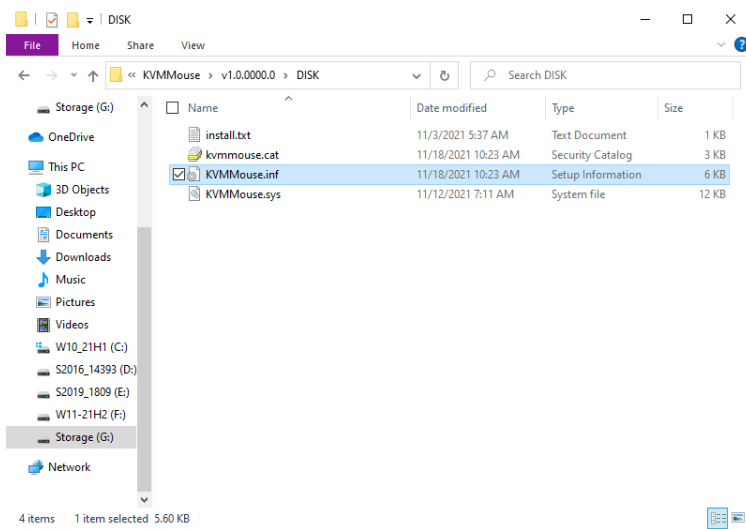 DISK
File Home Share View
« KVMMouse › v1.0.0000.0 › DISK
Search DISK
Name Date modified Type Size
install.txt 11/3/2021 5:37 AM Text Document 1 KB
kvmmouse.cat 11/18/2021 10:23 AM Security Catalog 3 KB
KVMMouse.inf 11/18/2021 10:23 AM Setup Information 6 KB
KVMMouse.sys 11/12/2021 7:11 AM System file 12 KB
Storage (G:)
OneDrive
This PC
3D Objects
Desktop
Documents
Downloads
Music
Pictures
Videos
W10_21H1 (C:)
S2016_14393 (D:)
S2019_1809 (E:)
W11-21H2 (F:)
Storage (G:)
Network
4 items 1 item selected 5.60 KB